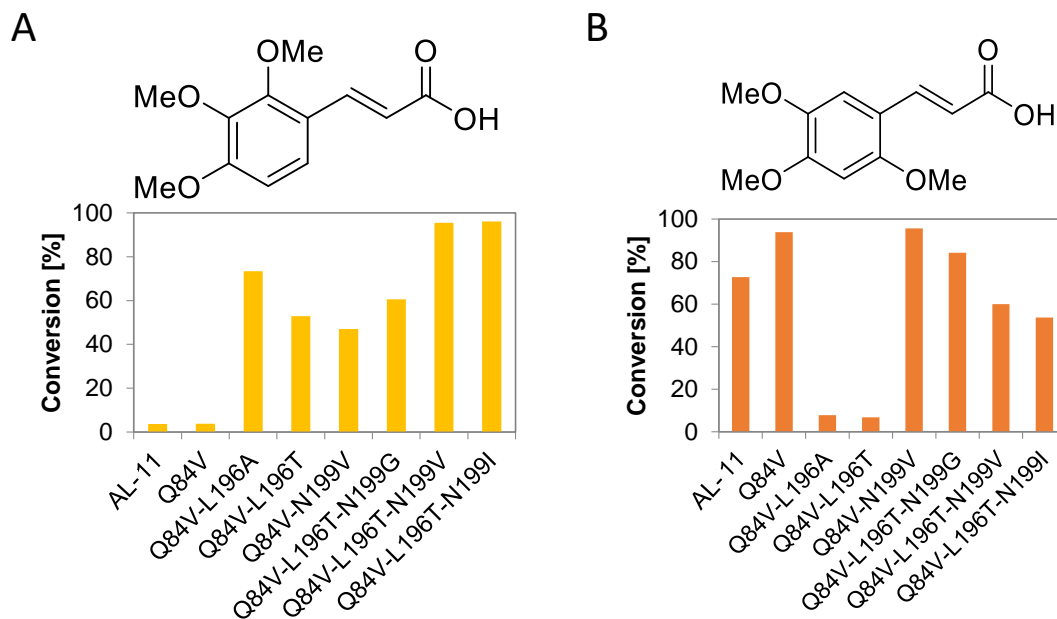 A
OMe
O
MeO
OH
MeO
Conversion [%]
100
80
60
40
20
0
AL-11
Q84V
Q84V-L196A
Q84V-L196T
Q84V-N199V
Q84V-L196T-N199G
Q84V-L196T-N199V
Q84V-L196T-N199I
B
O
MeO
OH
MeO
OMe
Conversion [%]
100
80
60
40
20
0
AL-11
Q84V
Q84V-L196A
Q84V-L196T
Q84V-N199V
Q84V-L196T-N199G
Q84V-L196T-N199V
Q84V-L196T-N199I